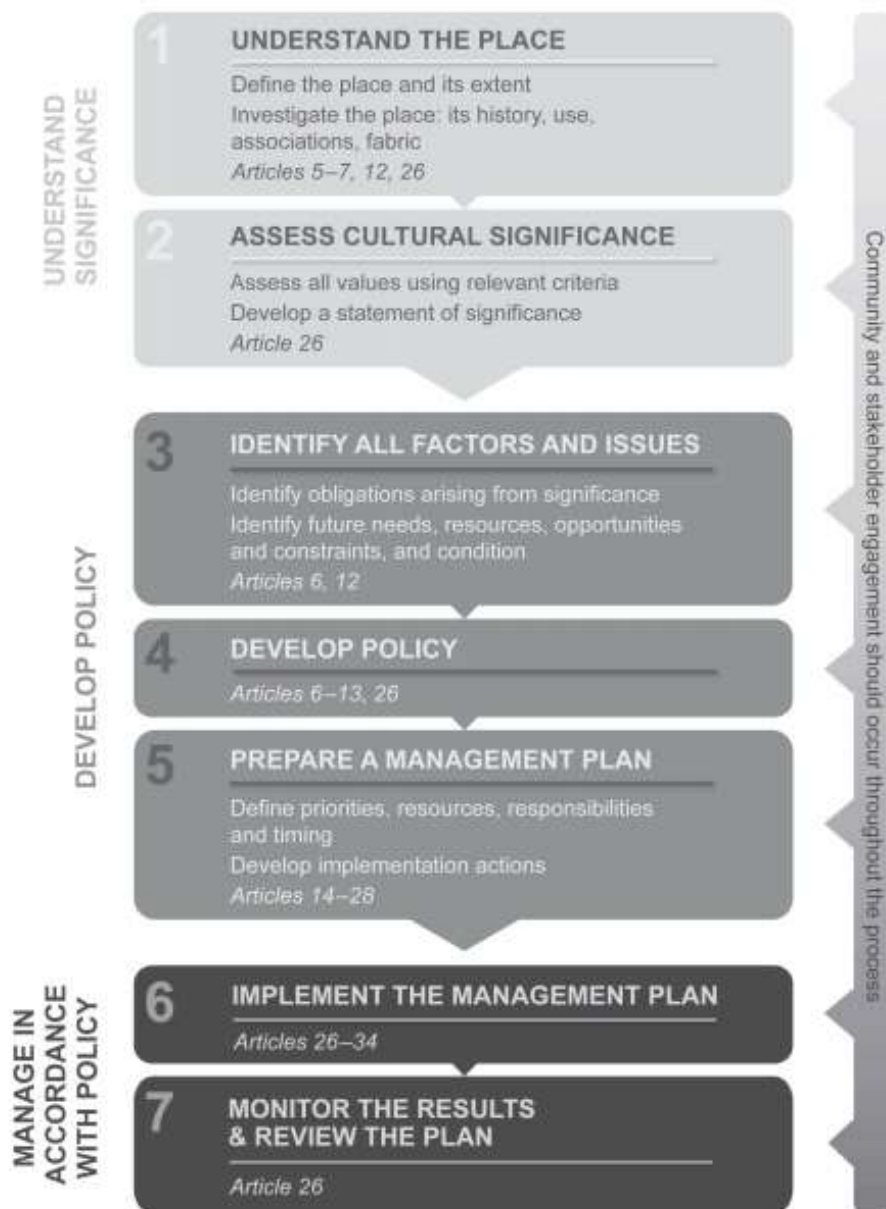 UNDERSTAND
SIGNIFICANCE
1
UNDERSTAND THE PLACE
Define the place and its extent
Investigate the place: its history, use,
associations, fabric
Articles 5–7, 12, 26
2
ASSESS CULTURAL SIGNIFICANCE
Assess all values using relevant criteria
Develop a statement of significance
Article 26
DEVELOP POLICY
3
IDENTIFY ALL FACTORS AND ISSUES
Identify obligations arising from significance
Identify future needs, resources, opportunities
and constraints, and condition
Articles 6, 12
4
DEVELOP POLICY
Articles 6–13, 26
5
PREPARE A MANAGEMENT PLAN
Define priorities, resources, responsibilities
and timing
Develop implementation actions
Articles 14–28
MANAGE IN
ACCORDANCE
WITH POLICY
6
IMPLEMENT THE MANAGEMENT PLAN
Articles 26–34
7
MONITOR THE RESULTS
& REVIEW THE PLAN
Article 26
Community and stakeholder engagement should occur throughout the process